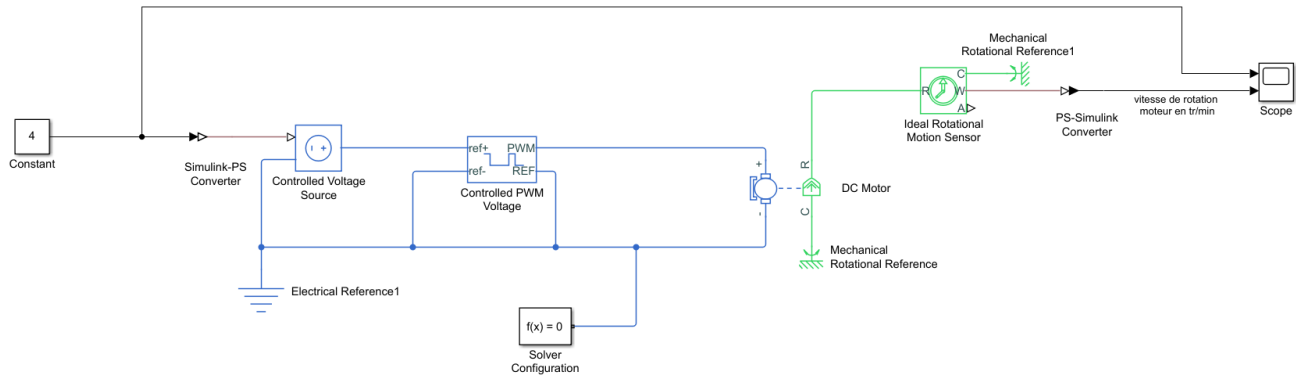 Mechanical
Rotational Reference1
C
R
W
A
Ideal Rotational
Motion Sensor
PS-Simulink
Converter
vitesse de rotation
moteur en tr/min
Scope
4
Constant
Simulink-PS
Converter
- +
Controlled Voltage
Source
ref+
PWM
ref-
REF
Controlled PWM
Voltage
+
-
R
C
DC Motor
Mechanical
Rotational Reference
Electrical Reference1
f(x) = 0
Solver
Configuration